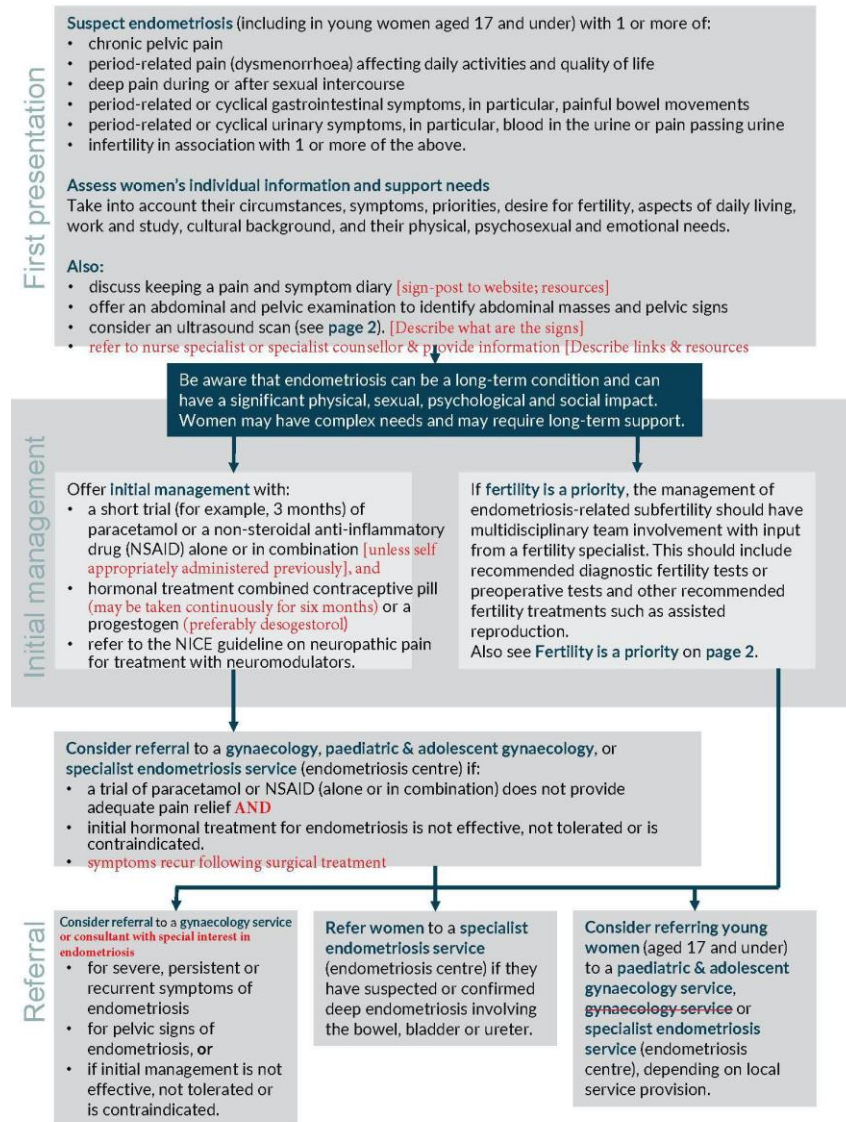 First presentation
Suspect endometriosis (including in young women aged 17 and under) with 1 or more of:
• chronic pelvic pain
• period-related pain (dysmenorrhoea) affecting daily activities and quality of life
• deep pain during or after sexual intercourse
• period-related or cyclical gastrointestinal symptoms, in particular, painful bowel movements
• period-related or cyclical urinary symptoms, in particular, blood in the urine or pain passing urine
• infertility in association with 1 or more of the above.
Assess women's individual information and support needs
Take into account their circumstances, symptoms, priorities, desire for fertility, aspects of daily living,
work and study, cultural background, and their physical, psychosexual and emotional needs.
Also:
• discuss keeping a pain and symptom diary [sign-post to website; resources]
• offer an abdominal and pelvic examination to identify abdominal masses and pelvic signs
• consider an ultrasound scan (see page 2). [Describe what are the signs]
• refer to nurse specialist or specialist counsellor & provide information [Describe links & resources
Be aware that endometriosis can be a long-term condition and can
have a significant physical, sexual, psychological and social impact.
Women may have complex needs and may require long-term support.
Initial management
Offer initial management with:
• a short trial (for example, 3 months) of
paracetamol or a non-steroidal anti-inflammatory
drug (NSAID) alone or in combination [unless self
appropriately administered previously], and
• hormonal treatment combined contraceptive pill
(may be taken continuously for six months) or a
progestogen (preferably desogestorol)
• refer to the NICE guideline on neuropathic pain
for treatment with neuromodulators.
If fertility is a priority, the management of
endometriosis-related subfertility should have
multidisciplinary team involvement with input
from a fertility specialist. This should include
recommended diagnostic fertility tests or
preoperative tests and other recommended
fertility treatments such as assisted
reproduction.
Also see Fertility is a priority on page 2.
Consider referral to a gynaecology, paediatric & adolescent gynaecology, or
specialist endometriosis service (endometriosis centre) if:
• a trial of paracetamol or NSAID (alone or in combination) does not provide
adequate pain relief AND
• initial hormonal treatment for endometriosis is not effective, not tolerated or is
contraindicated.
• symptoms recur following surgical treatment
Referral
Consider referral to a gynaecology service
or consultant with special interest in
endometriosis
• for severe, persistent or
recurrent symptoms of
endometriosis
• for pelvic signs of
endometriosis, or
• if initial management is not
effective, not tolerated or
is contraindicated.
Refer women to a specialist
endometriosis service
(endometriosis centre) if they
have suspected or confirmed
deep endometriosis involving
the bowel, bladder or ureter.
Consider referring young
women (aged 17 and under)
to a paediatric & adolescent
gynaecology service,
gynaecology service or
specialist endometriosis
service (endometriosis
centre), depending on local
service provision.